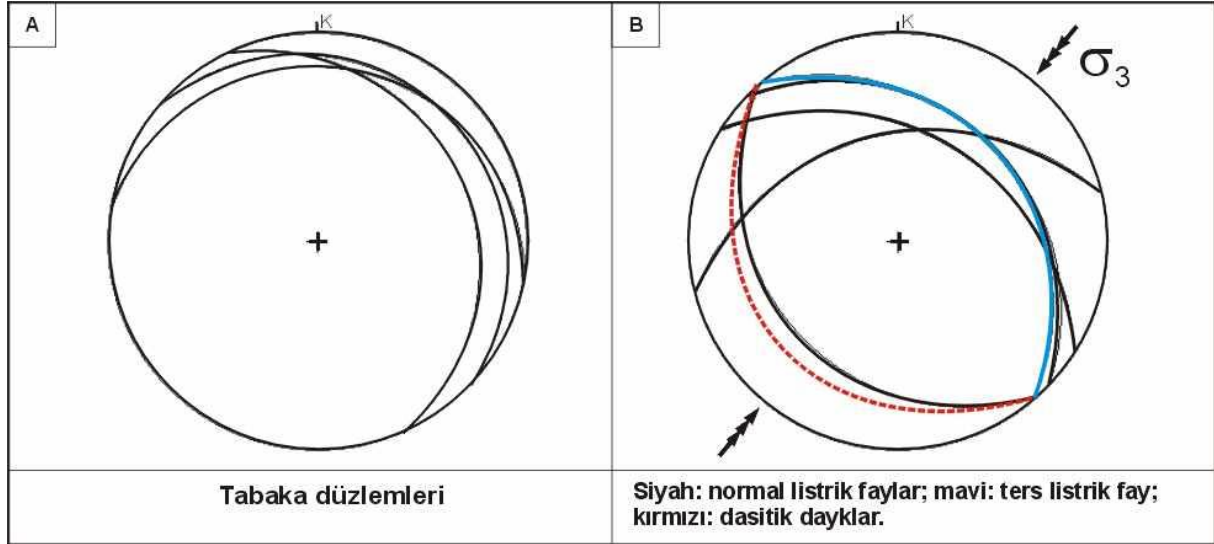 A
K
B
K
σ3
Tabaka düzlemleri
Siyah: normal listrik faylar; mavi: ters listrik fay;
kırmızı: dasitik dayklar.